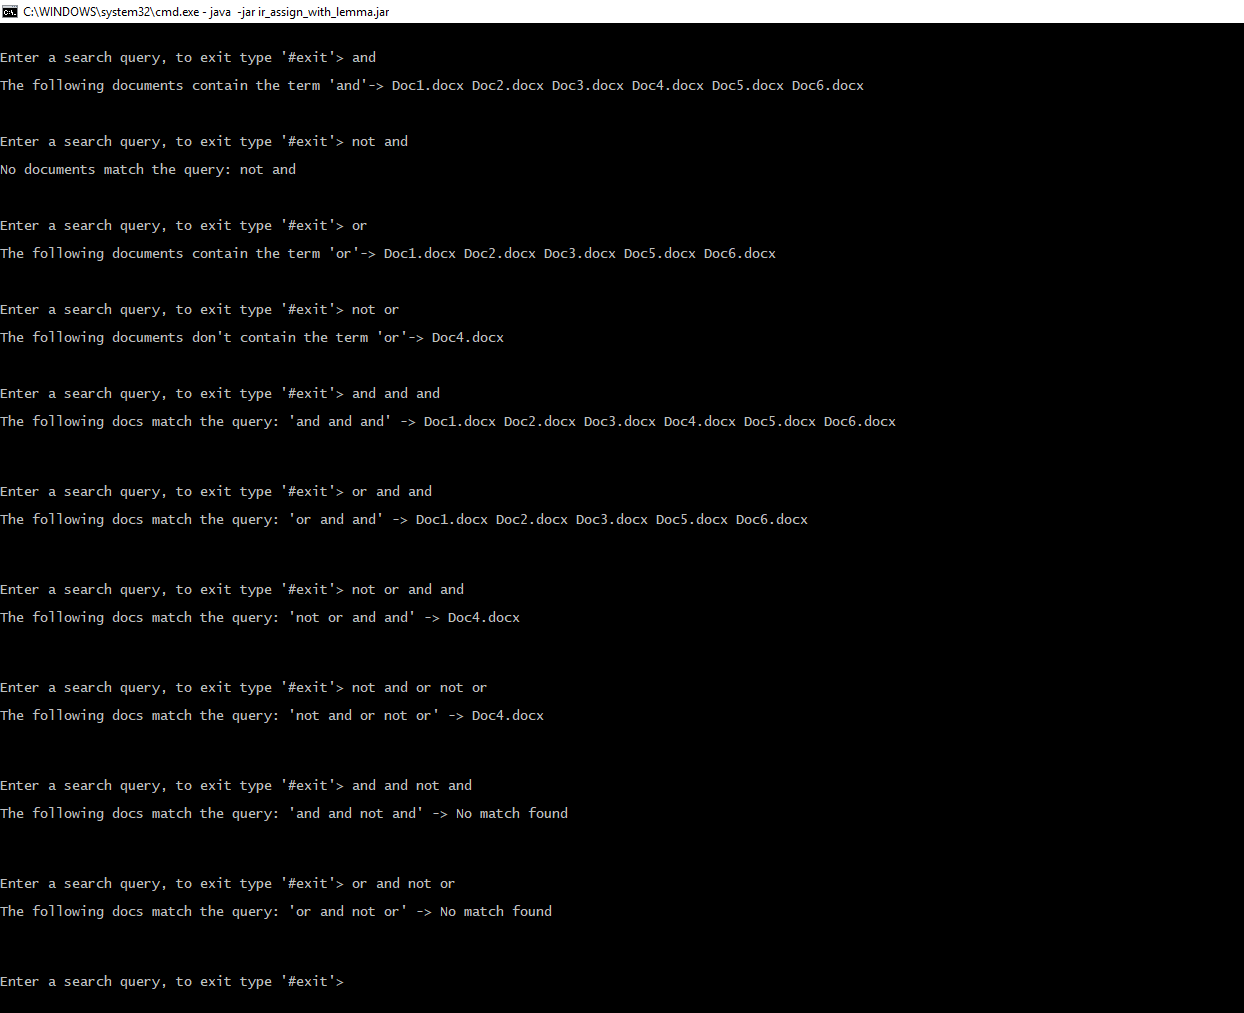 C:\WINDOWS\system32\cmd.exe - java  -jar ir_assign_with_lemma.jar
Enter a search query, to exit type '#exit'> and
The following documents contain the term 'and'-> Doc1.docx Doc2.docx Doc3.docx Doc4.docx Doc5.docx Doc6.docx
Enter a search query, to exit type '#exit'> not and
No documents match the query: not and
Enter a search query, to exit type '#exit'> or
The following documents contain the term 'or'-> Doc1.docx Doc2.docx Doc3.docx Doc5.docx Doc6.docx
Enter a search query, to exit type '#exit'> not or
The following documents don't contain the term 'or'-> Doc4.docx
Enter a search query, to exit type '#exit'> and and and
The following docs match the query: 'and and and' -> Doc1.docx Doc2.docx Doc3.docx Doc4.docx Doc5.docx Doc6.docx
Enter a search query, to exit type '#exit'> or and and
The following docs match the query: 'or and and' -> Doc1.docx Doc2.docx Doc3.docx Doc5.docx Doc6.docx
Enter a search query, to exit type '#exit'> not or and and
The following docs match the query: 'not or and and' -> Doc4.docx
Enter a search query, to exit type '#exit'> not and or not or
The following docs match the query: 'not and or not or' -> Doc4.docx
Enter a search query, to exit type '#exit'> and and not and
The following docs match the query: 'and and not and' -> No match found
Enter a search query, to exit type '#exit'> or and not or
The following docs match the query: 'or and not or' -> No match found
Enter a search query, to exit type '#exit'>